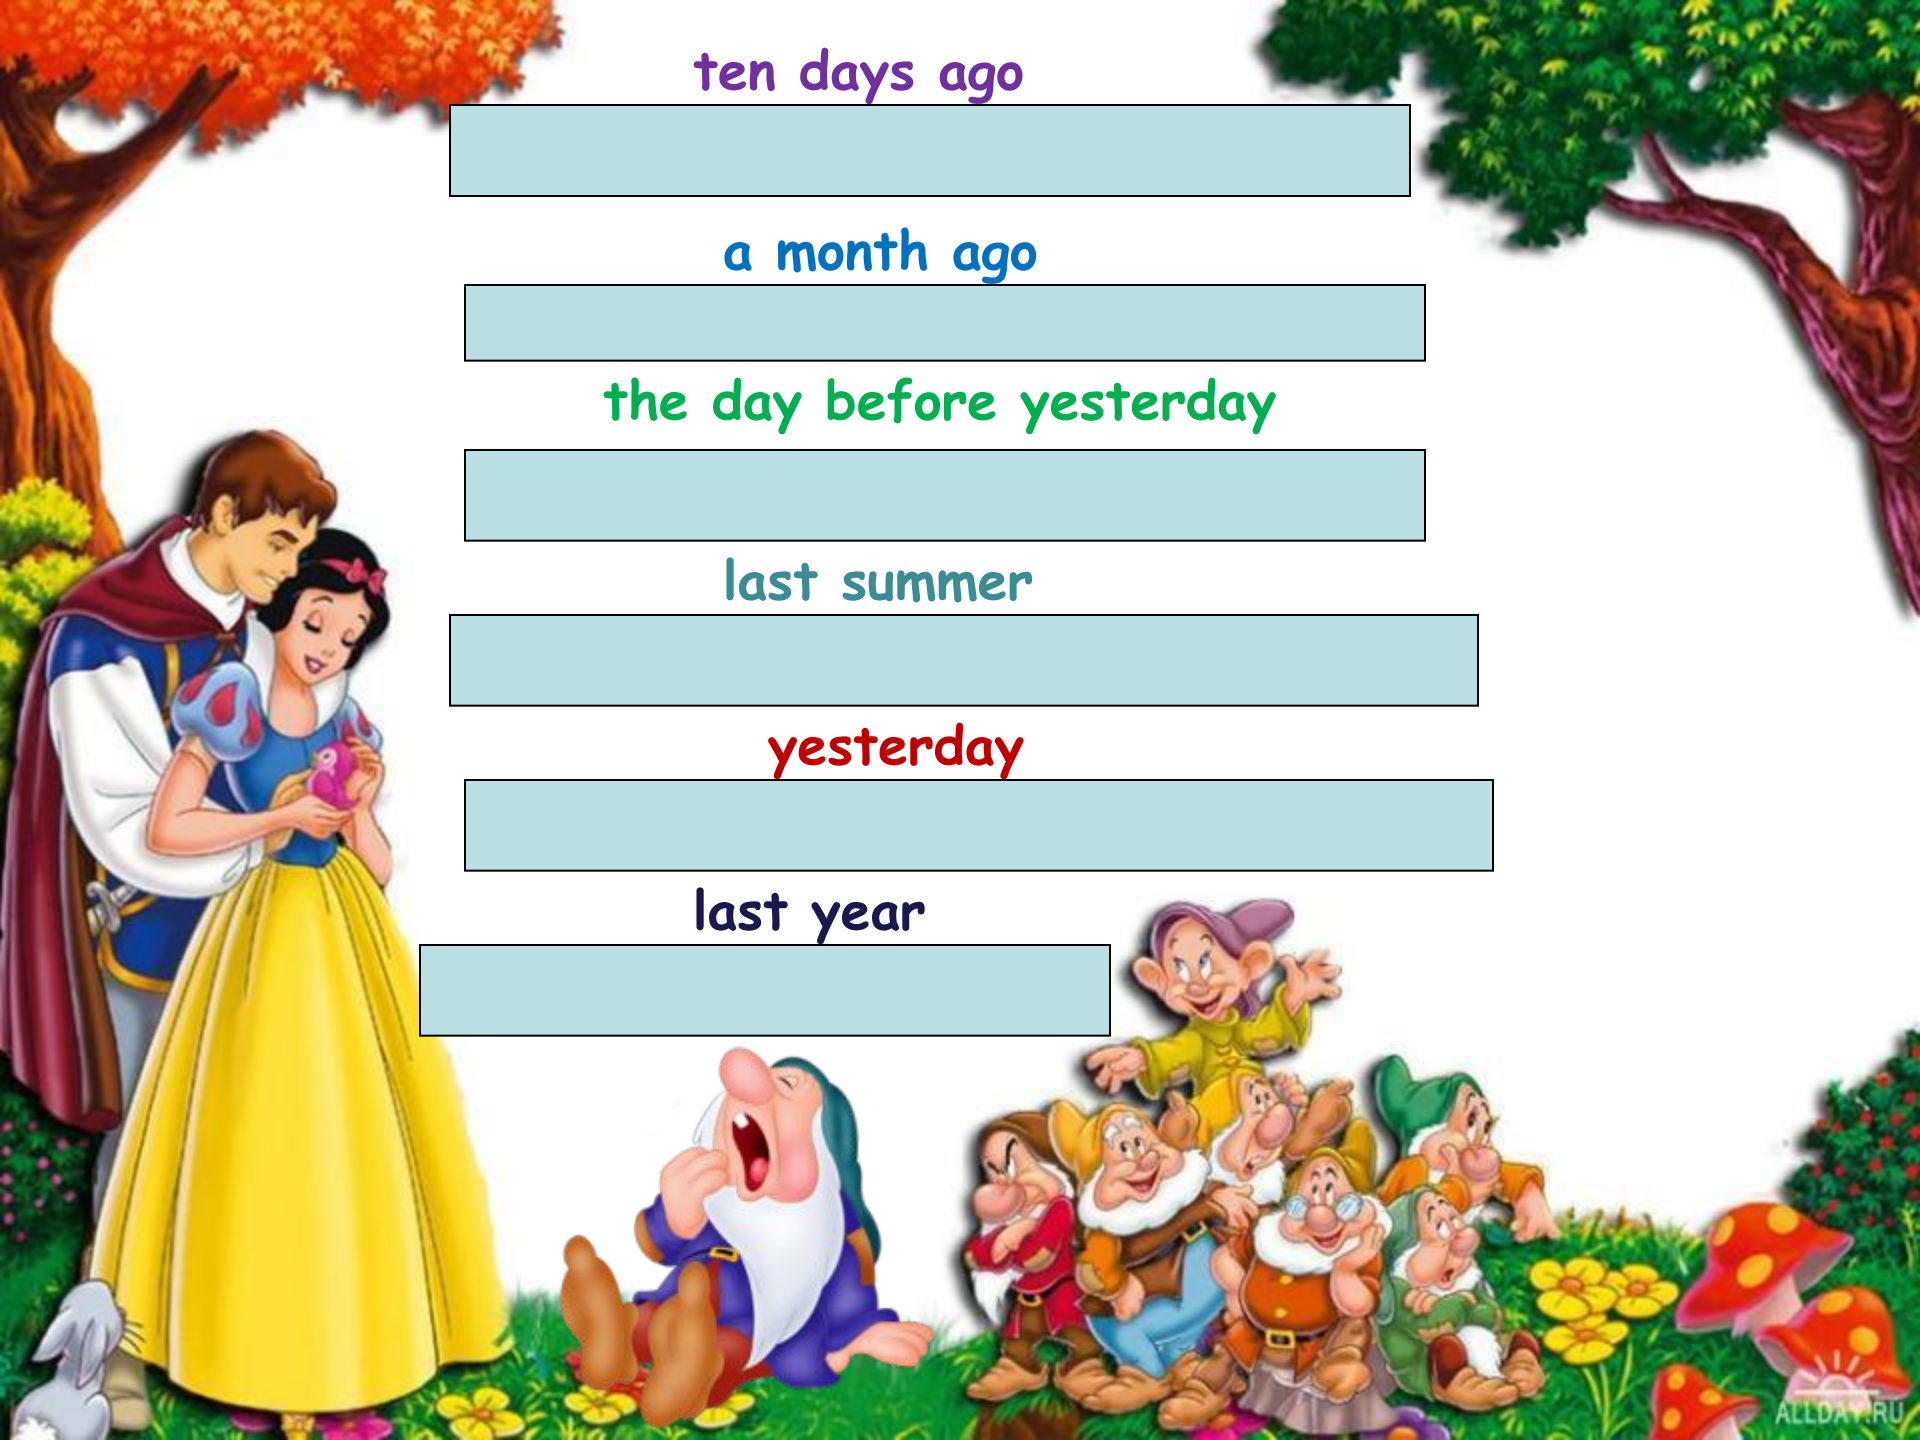 ten days ago
a month ago
the day before yesterday
last summer
yesterday
last year
ALLDAY.RU